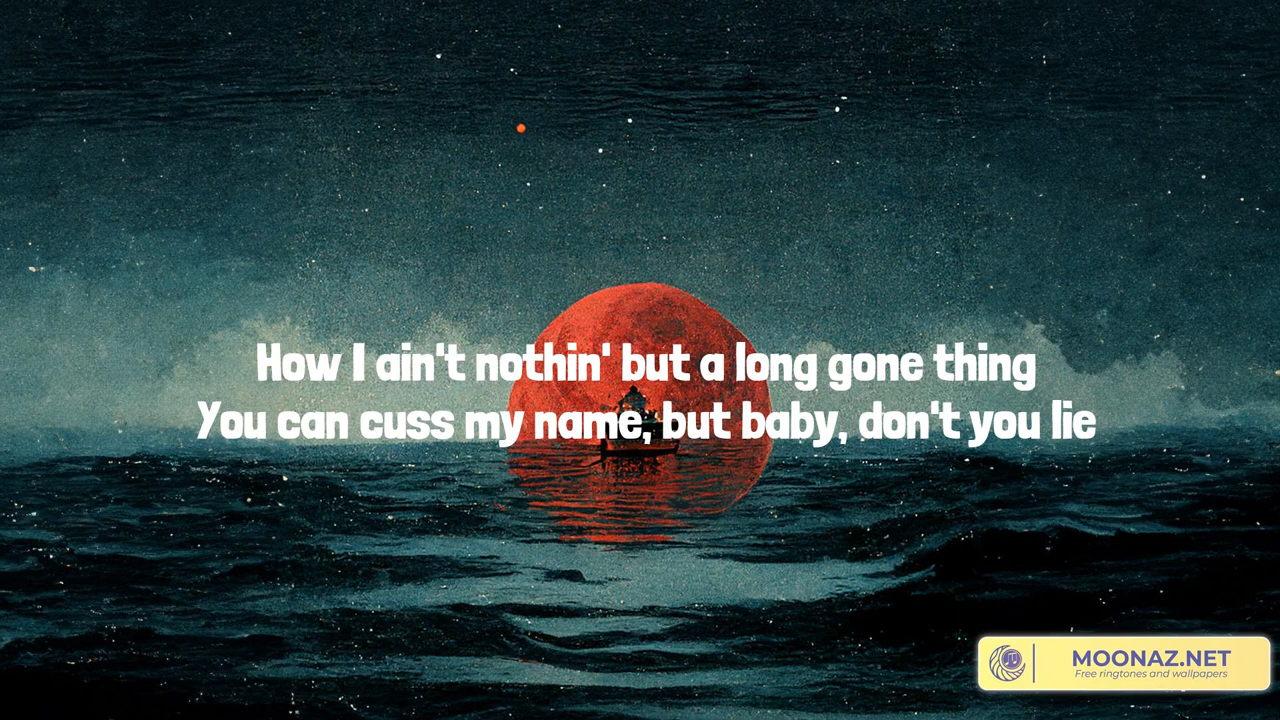 How I ain't nothin' but a long gone thing
You can cuss my name, but baby, don't you lie
MOONAZ.NET
Free ringtones and wallpapers